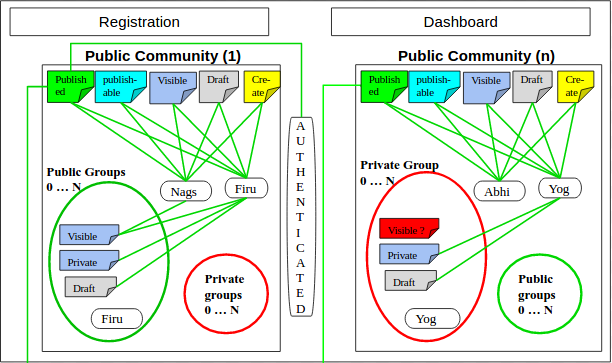 Registration
Dashboard
Public Community (1)
Publish
ed
publish-
able
Visible
Draft
Cre-
ate
Public Groups
0 ... N
Nags
Firu
Visible
Private
Draft
Firu
Private
groups
0 ... N
A
U
T
H
E
N
T
I
C
A
T
E
D
Public Community (n)
Publish
ed
publish-
able
Visible
Draft
Cre-
ate
Private Group
0 ... N
Abhi
Yog
Visible ?
Private
Draft
Yog
Public
groups
0 ... N